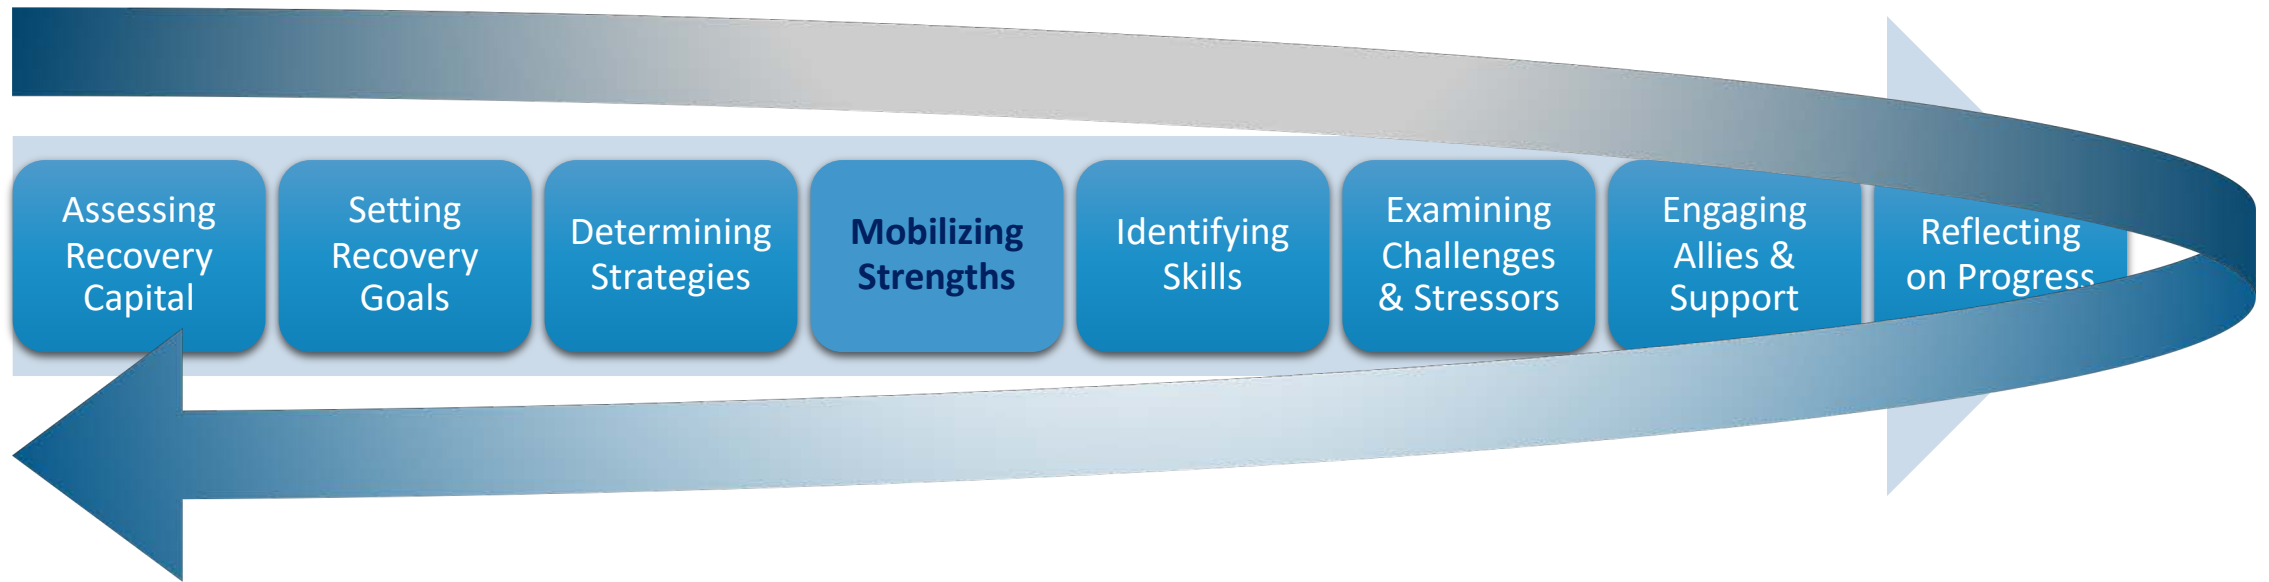 Assessing
Recovery
Capital
Setting
Recovery
Goals
Determining
Strategies
Mobilizing
Strengths
Identifying
Skills
Examining
Challenges
& Stressors
Engaging
Allies &
Support
Reflecting
on Progress